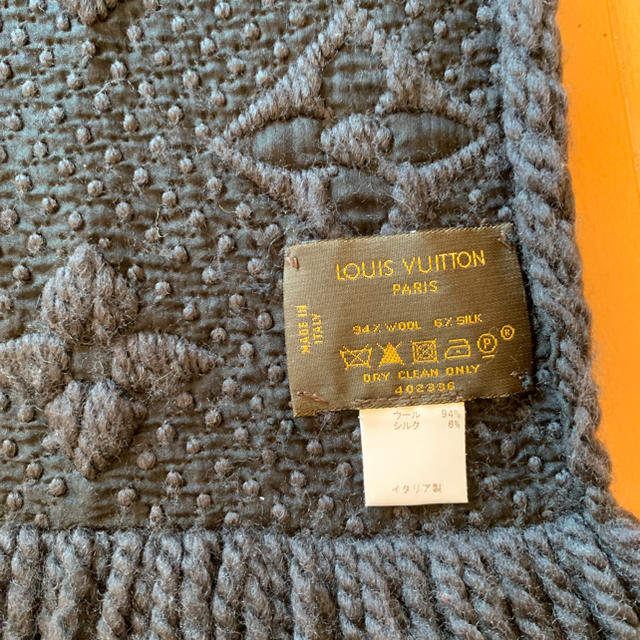 LOUIS VUITTON
PARIS
MADE IN
ITALY
94% WOOL 6% SILK
P
DRY CLEAN ONLY
402336
ウール 94%
シルク 6%
イタリア製